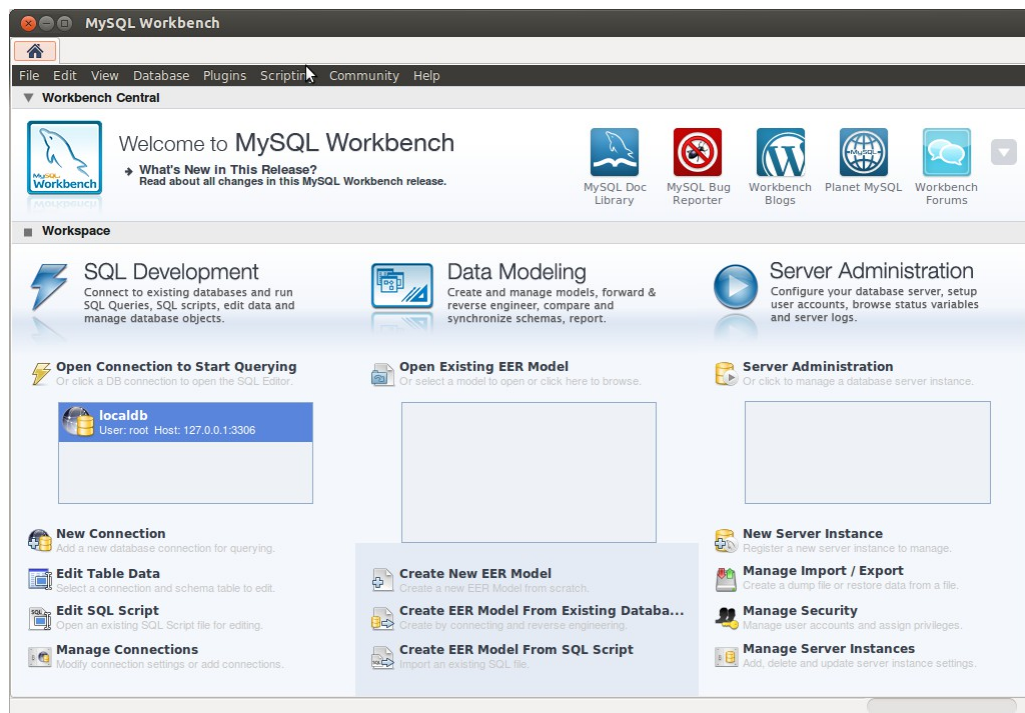 MySQL Workbench
File Edit View Database Plugins Scripting Community Help
Workbench Central
MySQL
Workbench
Welcome to MySQL Workbench
What's New in This Release?
Read about all changes in this MySQL Workbench release.
MySQL Doc
Library
MySQL Bug
Reporter
Workbench
Blogs
MySQL
Planet MySQL
Workbench
Forums
Workspace
SQL Development
Connect to existing databases and run
SQL Queries, SQL scripts, edit data and
manage database objects.
Open Connection to Start Querying
Or click a DB connection to open the SQL Editor.
localdb
User: root Host: 127.0.0.1:3306
New Connection
Add a new database connection for querying.
Edit Table Data
Select a connection and schema table to edit.
SQL
Edit SQL Script
Open an existing SQL Script file for editing.
Manage Connections
Modify connection settings or add connections.
Data Modeling
Create and manage models, forward &
reverse engineer, compare and
synchronize schemas, report.
Open Existing EER Model
Or select a model to open or click here to browse.
Create New EER Model
Create a new EER Model from scratch.
Create EER Model From Existing Databa...
Create by connecting and reverse engineering.
SQL
Create EER Model From SQL Script
Import an existing SQL file.
Server Administration
Configure your database server, setup
user accounts, browse status variables
and server logs.
Server Administration
Or click to manage a database server instance.
New Server Instance
Register a new server instance to manage.
Manage Import / Export
Create a dump file or restore data from a file.
Manage Security
Manage user accounts and assign privileges.
Manage Server Instances
Add, delete and update server instance settings.